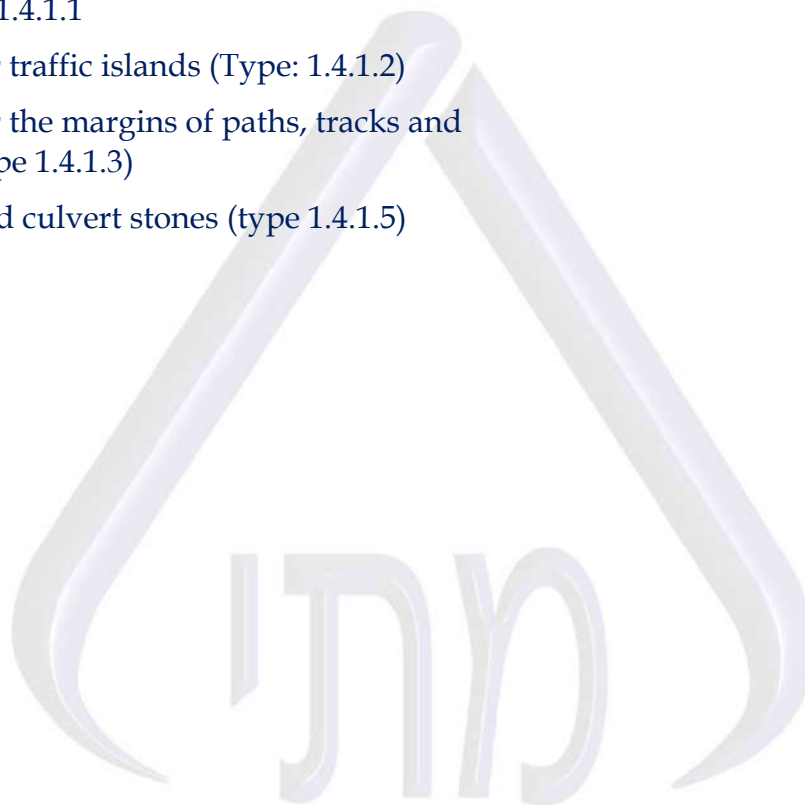 1.4.1.1
traffic islands (Type: 1.4.1.2)
the margins of paths, tracks and
pe 1.4.1.3)
d culvert stones (type 1.4.1.5)
מתי